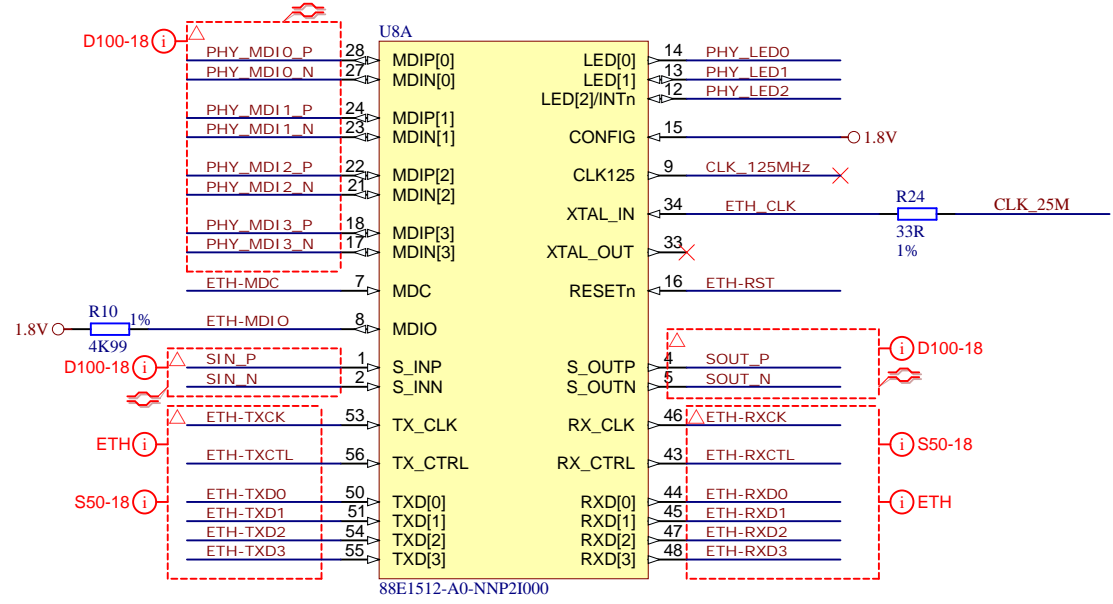 U8A
D100-18
PHY_MDI0_P 28 MDIP[0] LED[0] 14 PHY_LED0
PHY_MDI0_N 27 MDIN[0] LED[1] 13 PHY_LED1
LED[2]/INTn 12 PHY_LED2
PHY_MDI1_P 24 MDIP[1]
PHY_MDI1_N 23 MDIN[1] CONFIG 15 1.8V
PHY_MDI2_P 22 MDIP[2] CLK125 9 CLK_125MHz
PHY_MDI2_N 21 MDIN[2]
R24
XTAL_IN 34 ETH_CLK CLK_25M
33R
1%
PHY_MDI3_P 18 MDIP[3]
PHY_MDI3_N 17 MDIN[3] XTAL_OUT 33
ETH-MDC 7 MDC RESETn 16 ETH-RST
R10
1.8V 1% ETH-MDIO 8 MDIO
4K99
D100-18
D100-18 SIN_P 1 S_INP S_OUTP 4 SOUT_P
SIN_N 2 S_INN S_OUTN 5 SOUT_N
ETH-TXCK 53 TX_CLK RX_CLK 46 ETH-RXCK
ETH S50-18
ETH-TXCTL 56 TX_CTRL RX_CTRL 43 ETH-RXCTL
S50-18 ETH-TXD0 50 TXD[0] RXD[0] 44 ETH-RXD0 ETH
ETH-TXD1 51 TXD[1] RXD[1] 45 ETH-RXD1
ETH-TXD2 54 TXD[2] RXD[2] 47 ETH-RXD2
ETH-TXD3 55 TXD[3] RXD[3] 48 ETH-RXD3
88E1512-A0-NNP2I000